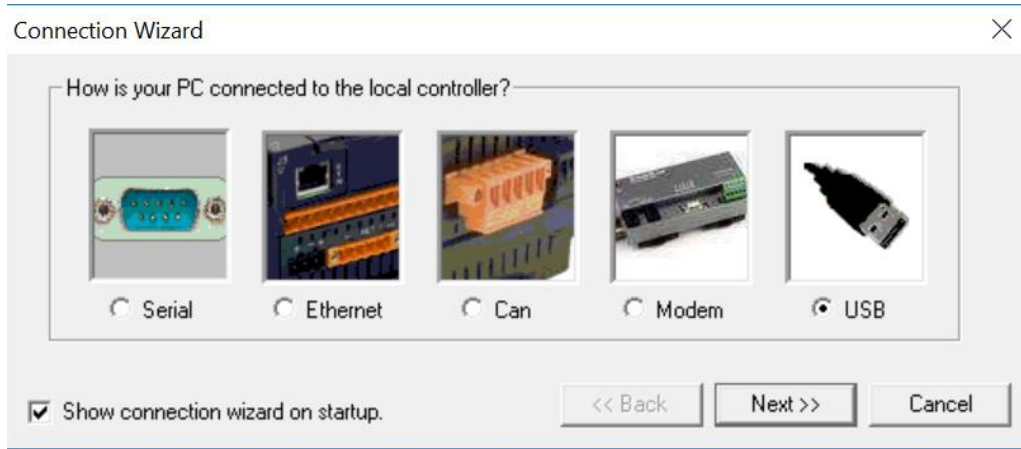 Connection Wizard
How is your PC connected to the local controller?
Serial Ethernet Can Modem USB
Show connection wizard on startup.
<< Back Next >> Cancel